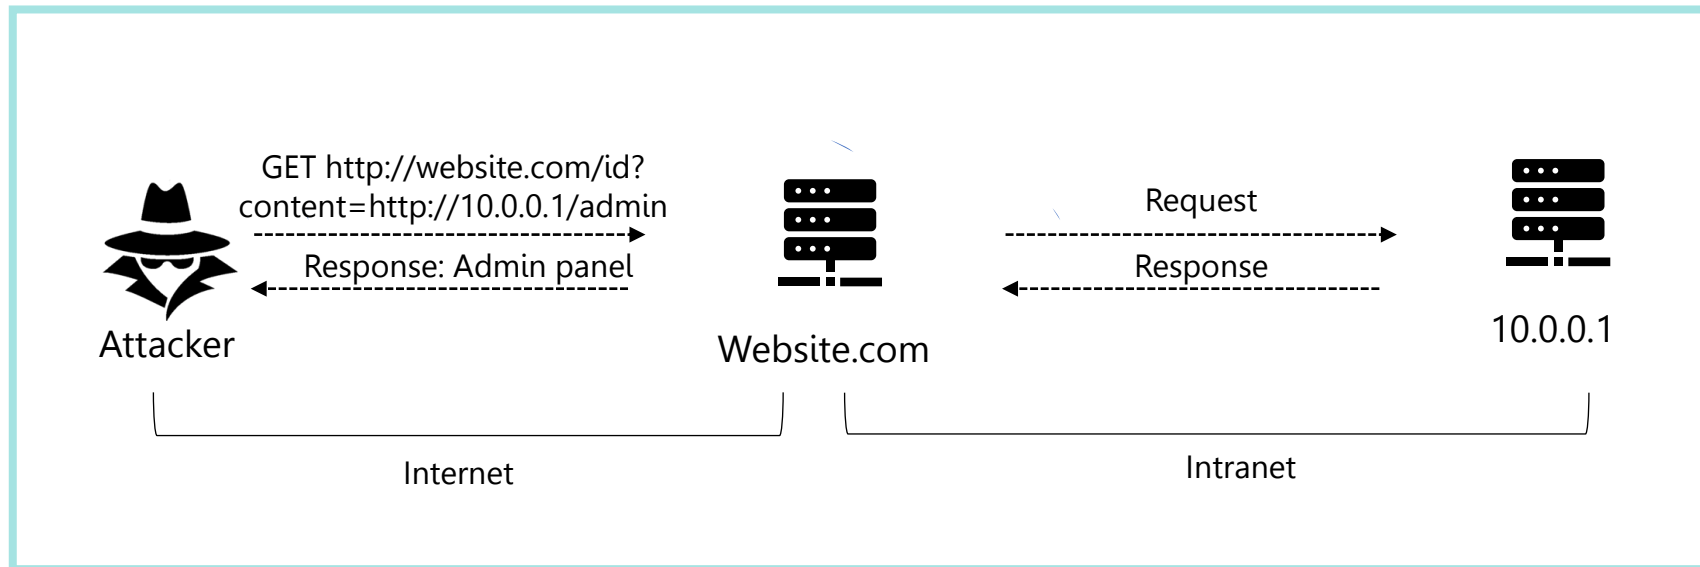 GET http://website.com/id?
content=http://10.0.0.1/admin
Response: Admin panel
Request
Response
Attacker
Website.com
10.0.0.1
Internet
Intranet